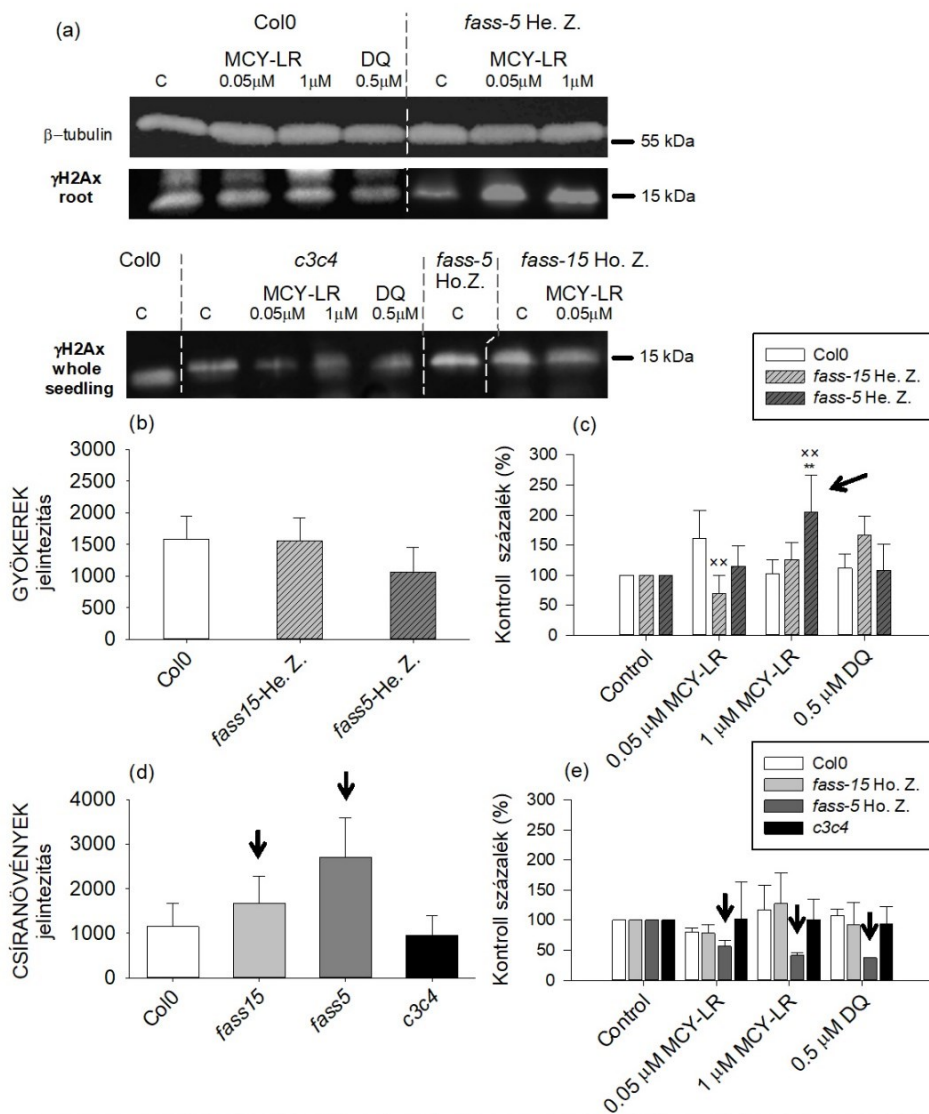 (a)
Col0
fass-5 He. Z.
MCY-LR
DQ
MCY-LR
C
0.05μM
1μM
0.5μM
C
0.05μM
1μM
β–tubulin
55 kDa
γH2Ax
root
15 kDa
Col0
c3c4
fass-5
Ho.Z.
fass-15 Ho. Z.
MCY-LR
DQ
MCY-LR
C
C
0.05μM
1μM
0.5μM
C
C
0.05μM
γH2Ax
whole
seedling
15 kDa
Col0
fass-15 He. Z.
fass-5 He. Z.
(b)
GYÖKEREK
jelintezitás
3000
2500
2000
1500
1000
500
0
Col0
fass15-He. Z.
fass5-He. Z.
(c)
Kontroll százalék (%)
300
250
200
150
100
50
0
××
××
**
Control
0.05 μM MCY-LR
1 μM MCY-LR
0.5 μM DQ
(d)
CSÍRANÖVÉNYEK
jelintezitás
4000
3000
2000
1000
0
Col0
fass15
fass5
c3c4
(e)
Col0
fass-15 Ho. Z.
fass-5 Ho. Z.
c3c4
Kontroll százalék (%)
300
250
200
150
100
50
0
Control
0.05 μM MCY-LR
1 μM MCY-LR
0.5 μM DQ